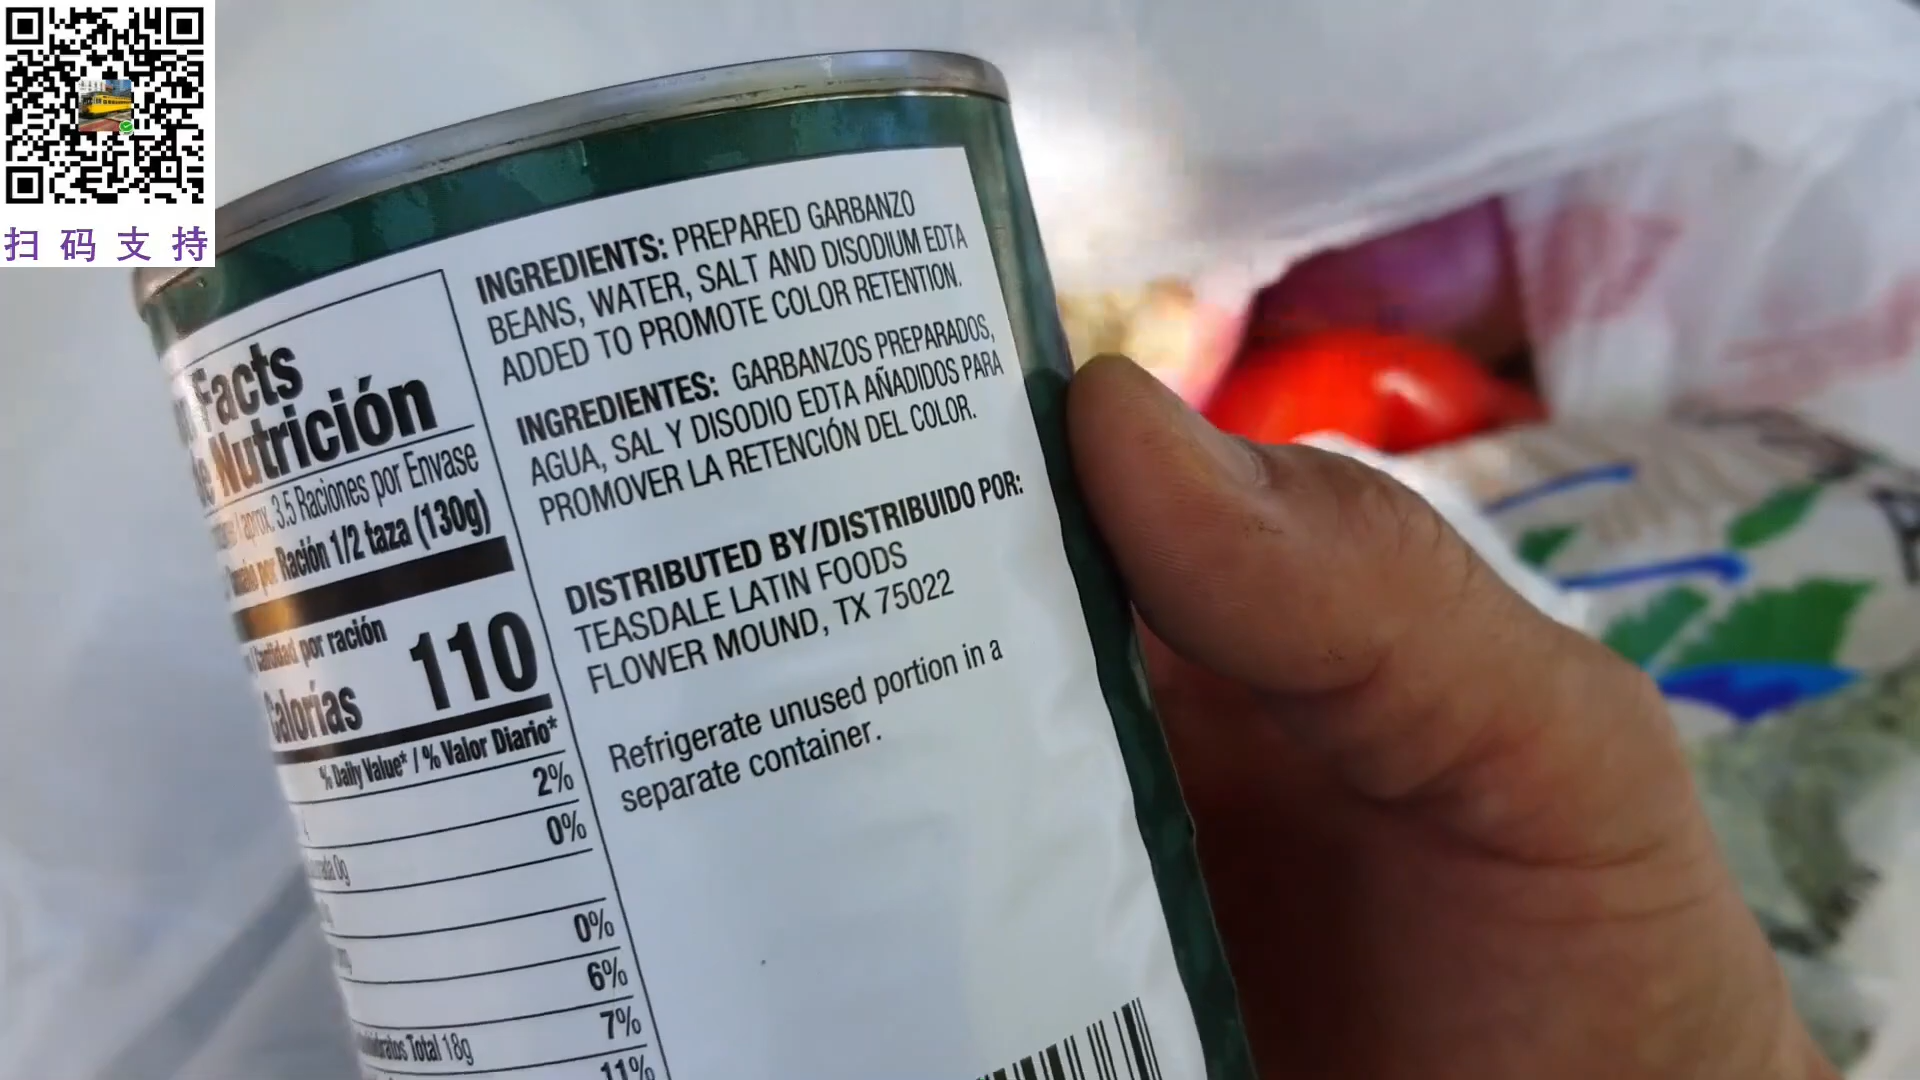 扫码支持
Facts
Nutrición
aprox. 3.5 Raciones por Envase
por Ración 1/2 taza (130g)
Cantidad por ración
Calorías 110
% Daily Value* / % Valor Diario*
2%
0%
0g
0%
6%
7%
Total 18g
11%
INGREDIENTS: PREPARED GARBANZO
BEANS, WATER, SALT AND DISODIUM EDTA
ADDED TO PROMOTE COLOR RETENTION.
INGREDIENTES: GARBANZOS PREPARADOS,
AGUA, SAL Y DISODIO EDTA AÑADIDOS PARA
PROMOVER LA RETENCIÓN DEL COLOR.
DISTRIBUTED BY/DISTRIBUIDO POR:
TEASDALE LATIN FOODS
FLOWER MOUND, TX 75022
Refrigerate unused portion in a
separate container.